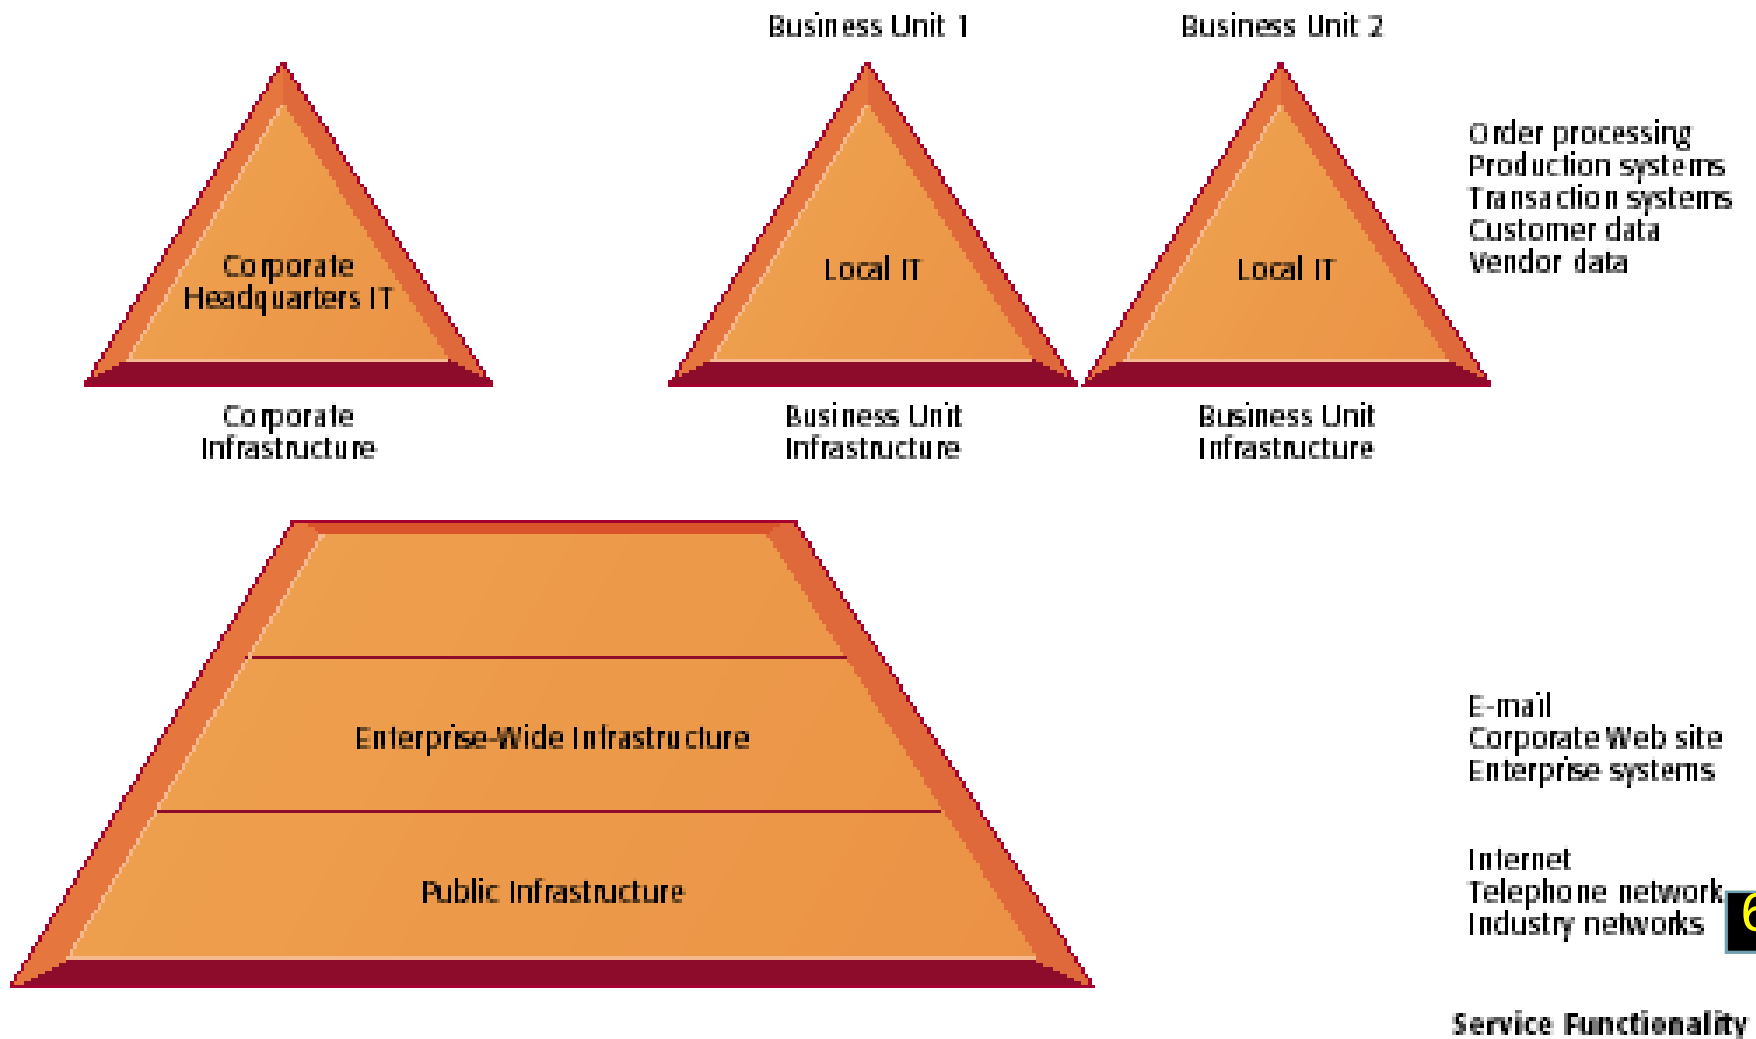 Business Unit 1
Business Unit 2
Corporate
Headquarters IT
Local IT
Local IT
Order processing
Production systems
Transaction systems
Customer data
Vendor data
Corporate
Infrastructure
Business Unit
Infrastructure
Business Unit
Infrastructure
Enterprise-Wide Infrastructure
E-mail
Corporate Web site
Enterprise systems
Public Infrastructure
Internet
Telephone network
Industry networks
6
Service Functionality